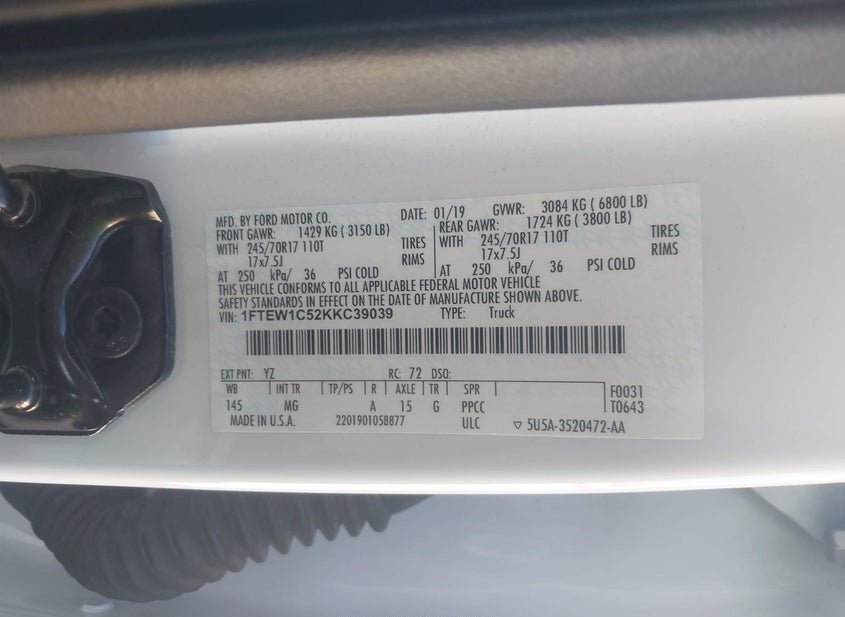 MFD. BY FORD MOTOR CO. DATE: 01/19 GVWR: 3084 KG ( 6800 LB)
FRONT GAWR: 1429 KG ( 3150 LB) REAR GAWR: 1724 KG ( 3800 LB)
WITH 245/70R17 110T TIRES WITH 245/70R17 110T TIRES
17x7.5J RIMS 17x7.5J RIMS
AT 250 kPa/ 36 PSI COLD AT 250 kPa/ 36 PSI COLD
THIS VEHICLE CONFORMS TO ALL APPLICABLE FEDERAL MOTOR VEHICLE
SAFETY STANDARDS IN EFFECT ON THE DATE OF MANUFACTURE SHOWN ABOVE.
VIN: 1FTEW1C52KKC39039 TYPE: Truck
EXT PNT: YZ RC: 72 DSO:
WB INT TR TP/PS R AXLE TR SPR F0031
145 MG A 15 G PPCC T0643
MADE IN U.S.A. 2201901058877 ULC ▽ 5U5A-3520472-AA